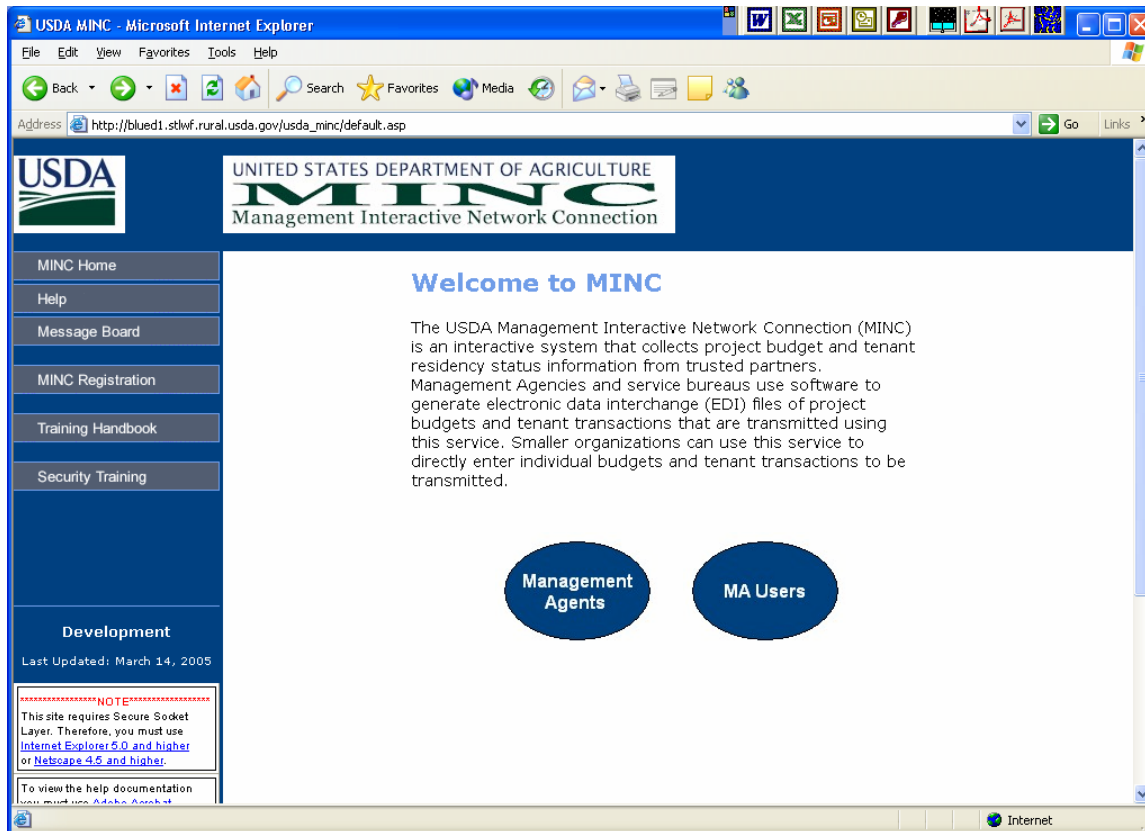 USDA MINC - Microsoft Internet Explorer
File Edit View Favorites Tools Help
Back Search Favorites Media
Address http://blued1.stlwf.rural.usda.gov/usda_minc/default.asp Go Links
USDA
UNITED STATES DEPARTMENT OF AGRICULTURE
MINC
Management Interactive Network Connection
MINC Home
Help
Message Board
MINC Registration
Training Handbook
Security Training
Development
Last Updated: March 14, 2005
******************NOTE*******************
This site requires Secure Socket
Layer. Therefore, you must use
Internet Explorer 5.0 and higher
or Netscape 4.5 and higher.
To view the help documentation
you must use Adobe Acrobat
Welcome to MINC
The USDA Management Interactive Network Connection (MINC)
is an interactive system that collects project budget and tenant
residency status information from trusted partners.
Management Agencies and service bureaus use software to
generate electronic data interchange (EDI) files of project
budgets and tenant transactions that are transmitted using
this service. Smaller organizations can use this service to
directly enter individual budgets and tenant transactions to be
transmitted.
Management
Agents
MA Users
Internet